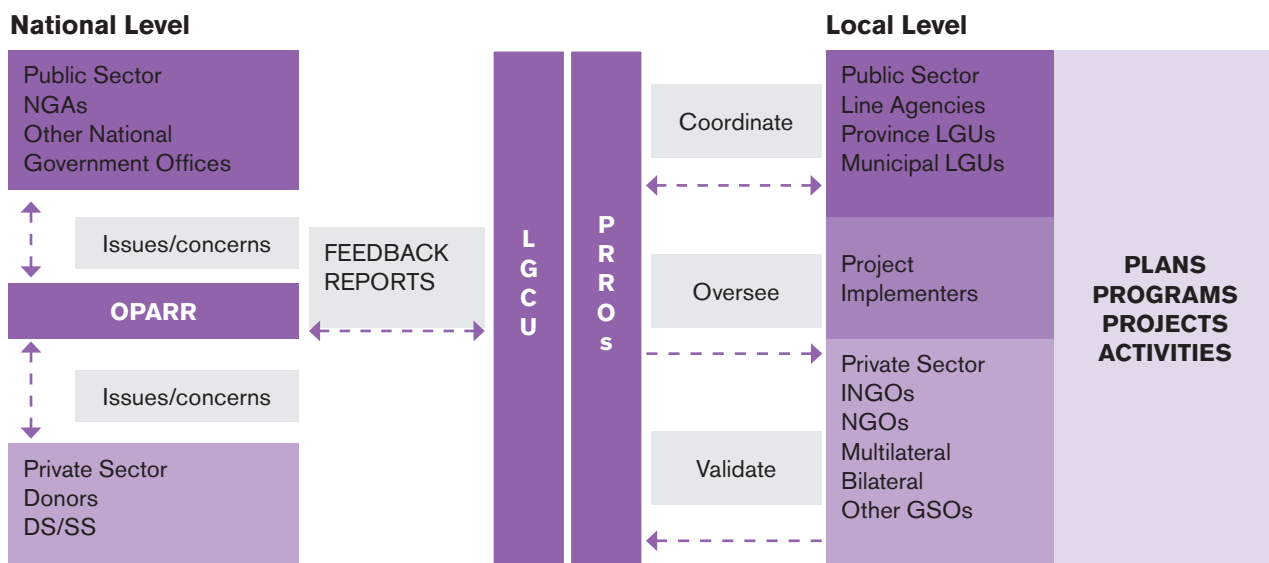 National Level
Public Sector
NGAs
Other National
Government Offices
Issues/concerns
OPARR
Issues/concerns
Private Sector
Donors
DS/SS
FEEDBACK
REPORTS
LGCU
PRROs
Coordinate
Oversee
Validate
Local Level
Public Sector
Line Agencies
Province LGUs
Municipal LGUs
Project
Implementers
Private Sector
INGOs
NGOs
Multilateral
Bilateral
Other GSOs
PLANS
PROGRAMS
PROJECTS
ACTIVITIES